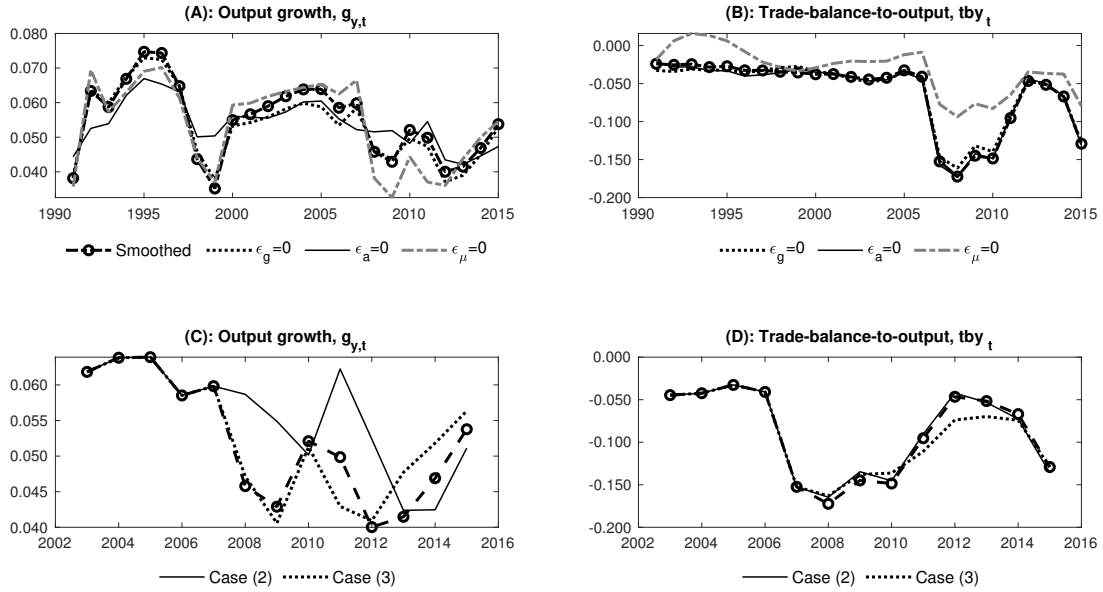 (A): Output growth, g_y,t
0.080
0.070
0.060
0.050
0.040
1990 1995 2000 2005 2010 2015
Smoothed ϵ_g=0 ϵ_a=0 ϵ_μ=0
(B): Trade-balance-to-output, tby_t
0.000
-0.050
-0.100
-0.150
-0.200
1990 1995 2000 2005 2010 2015
ϵ_g=0 ϵ_a=0 ϵ_μ=0
(C): Output growth, g_y,t
0.060
0.055
0.050
0.045
0.040
2002 2004 2006 2008 2010 2012 2014 2016
Case (2) Case (3)
(D): Trade-balance-to-output, tby_t
0.000
-0.050
-0.100
-0.150
-0.200
2002 2004 2006 2008 2010 2012 2014 2016
Case (2) Case (3)